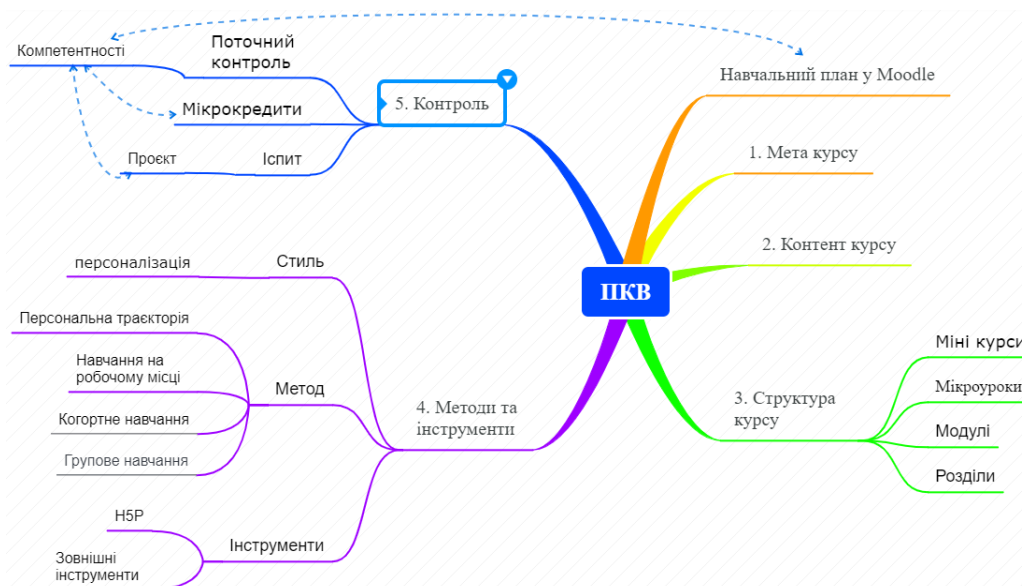 Компетентності
Поточний
контроль
Мікрокредити
Проєкт
Іспит
5. Контроль
Навчальний план у Moodle
1. Мета курсу
2. Контент курсу
ПКВ
3. Структура
курсу
Міні курси
Мікроуроки
Модулі
Розділи
4. Методи та
інструменти
Стиль
персоналізація
Метод
Персональна траєкторія
Навчання на
робочому місці
Когортне навчання
Групове навчання
Інструменти
H5P
Зовнішні
інструменти